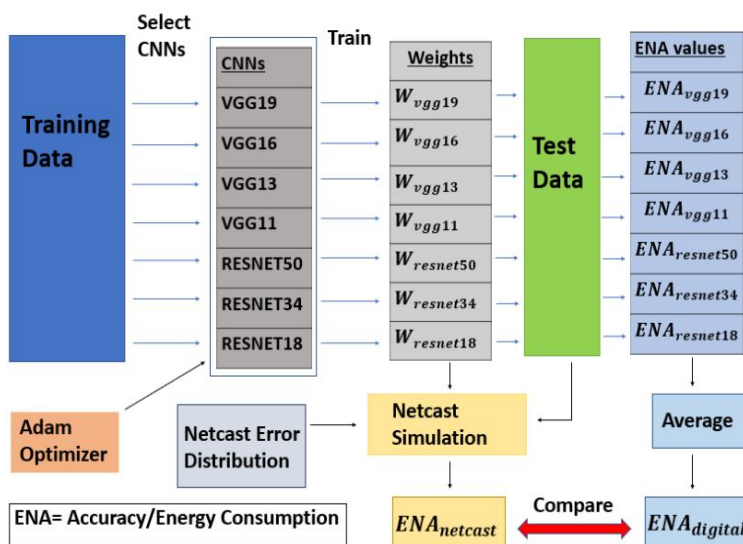 Select
CNNs
Train
Training
Data
CNNs
VGG19
VGG16
VGG13
VGG11
RESNET50
RESNET34
RESNET18
Weights
W_vgg19
W_vgg16
W_vgg13
W_vgg11
W_resnet50
W_resnet34
W_resnet18
Test
Data
ENA values
ENA_vgg19
ENA_vgg16
ENA_vgg13
ENA_vgg11
ENA_resnet50
ENA_resnet34
ENA_resnet18
Adam
Optimizer
Netcast Error
Distribution
Netcast
Simulation
Average
ENA= Accuracy/Energy Consumption
ENA_netcast
Compare
ENA_digital